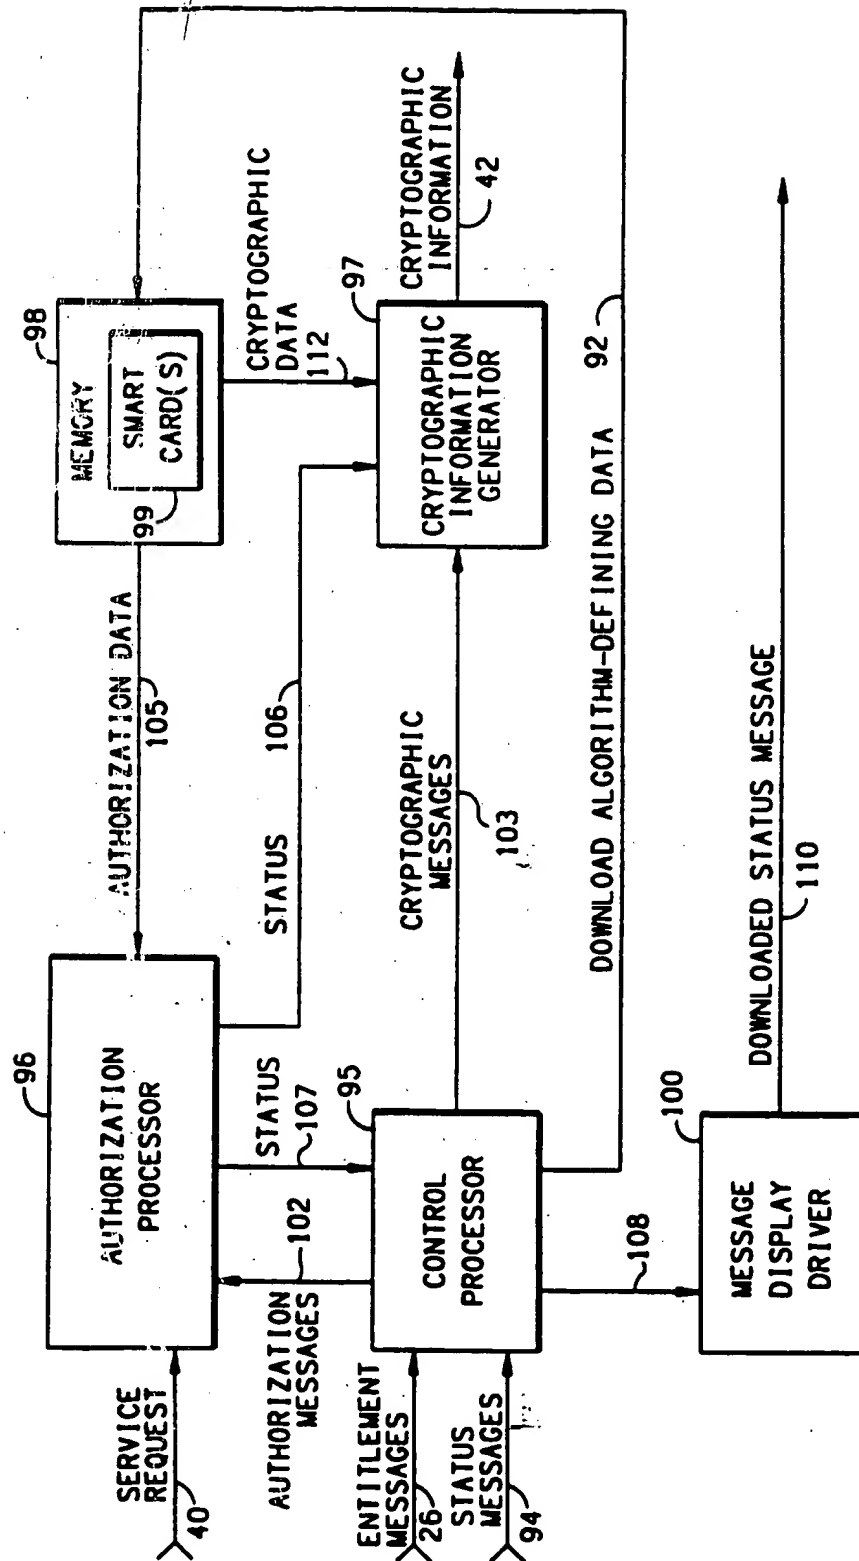 SERVICE
REQUEST
40
96
AUTHORIZATION
PROCESSOR
AUTHORIZATION DATA
105
98
MEMORY
SMART
CARD(S)
99
AUTHORIZATION
MESSAGES
102
STATUS
107
STATUS
106
CRYPTOGRAPHIC
DATA
112
ENTITLEMENT
MESSAGES
26
STATUS
MESSAGES
94
95
CONTROL
PROCESSOR
CRYPTOGRAPHIC
MESSAGES
103
97
CRYPTOGRAPHIC
INFORMATION
GENERATOR
CRYPTOGRAPHIC
INFORMATION
42
DOWNLOAD ALGORITHM-DEFINING DATA
92
108
100
MESSAGE
DISPLAY
DRIVER
DOWNLOADED STATUS MESSAGE
110